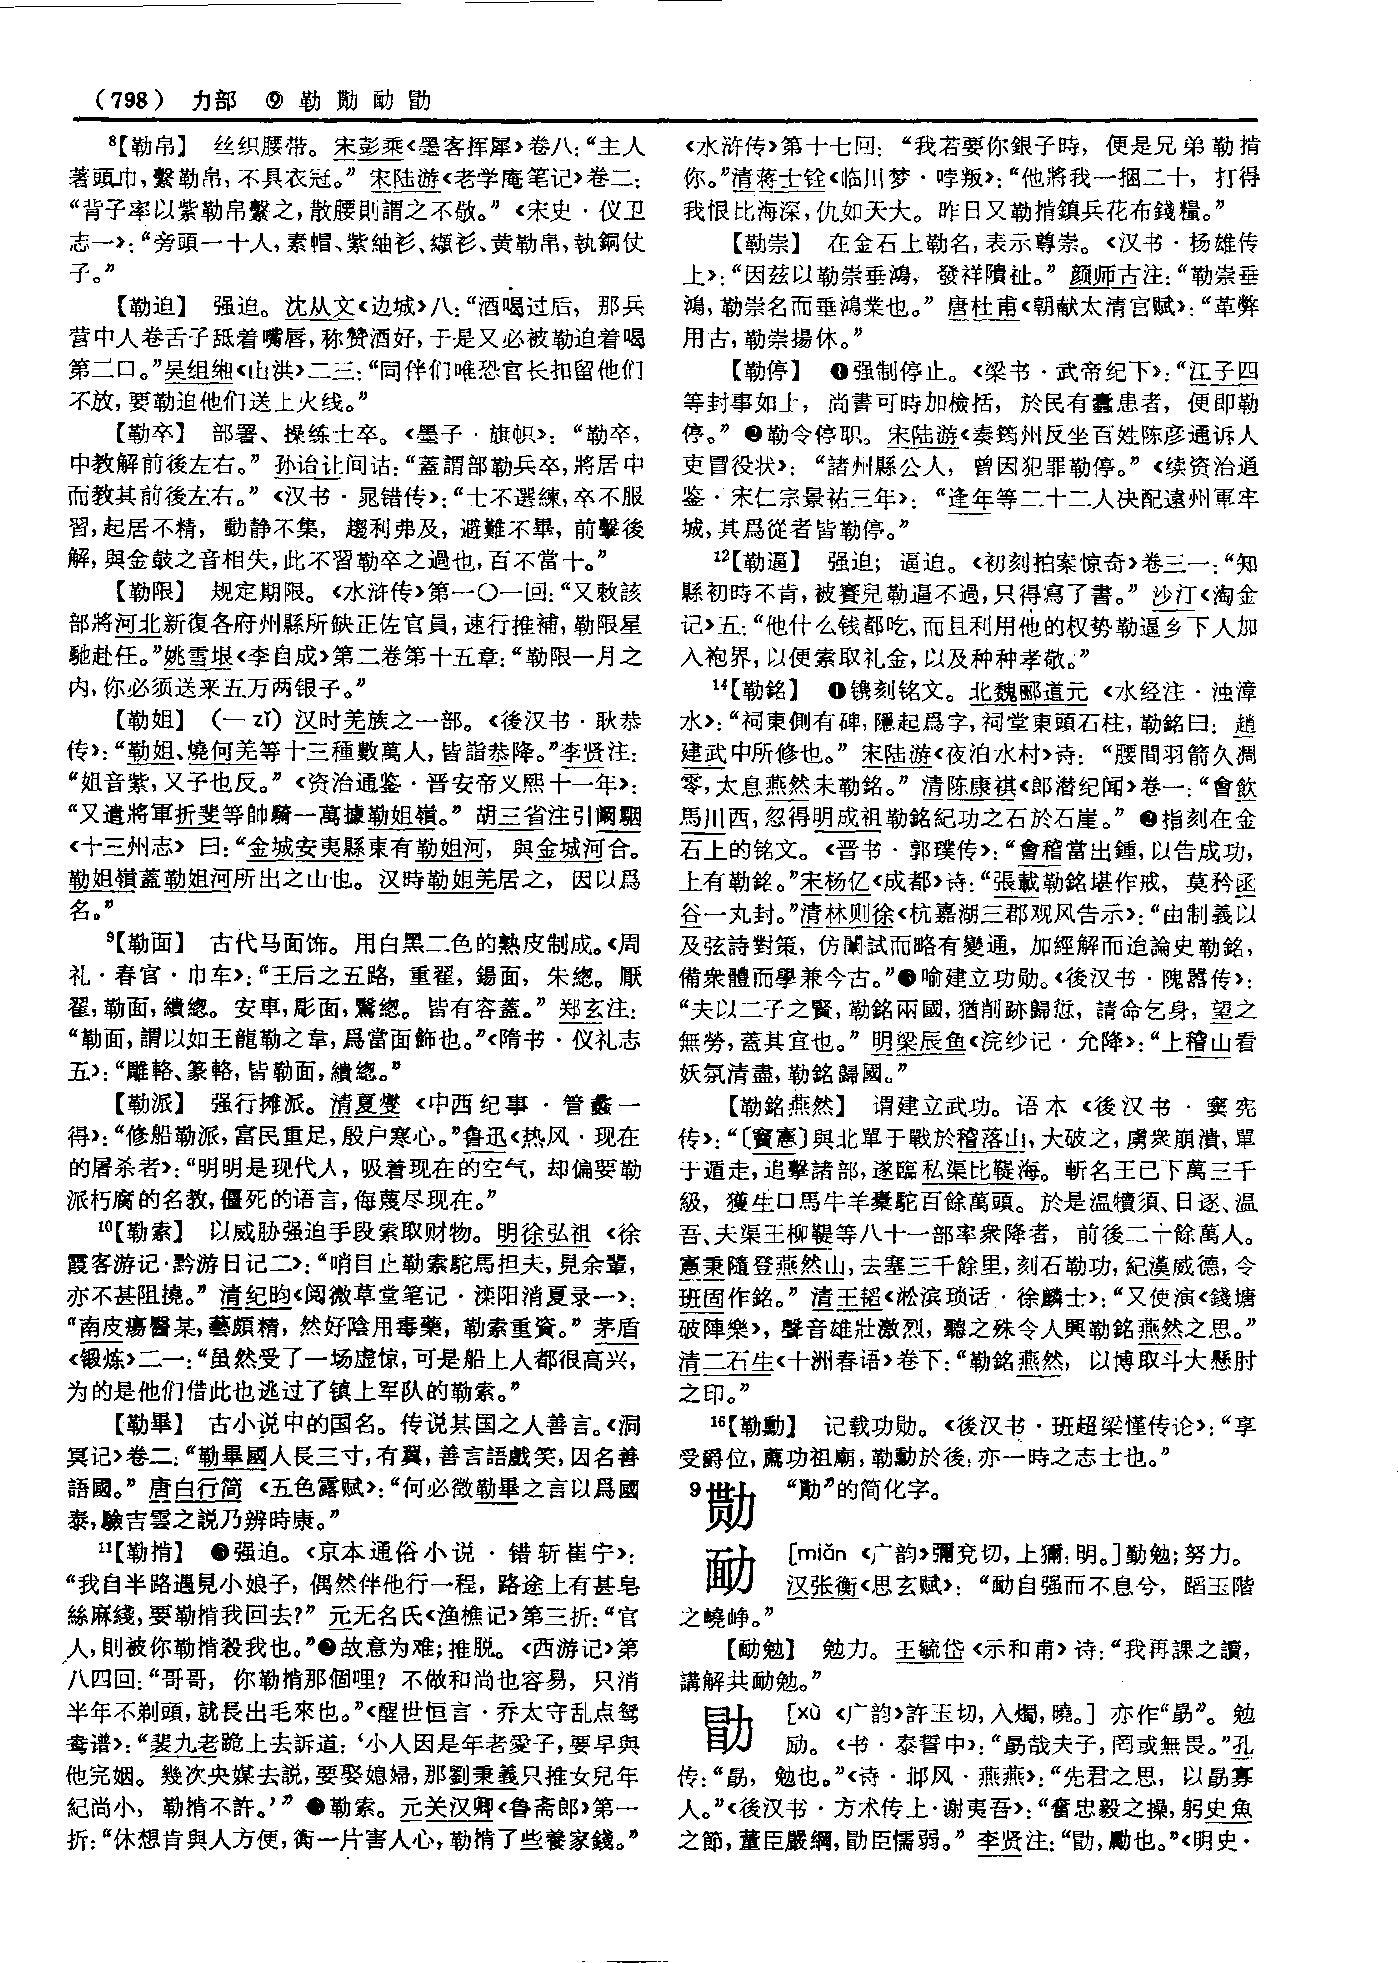 （798） 力部 ⑨ 勒 勚 勔 勖
⁸【勒帛】 丝织腰带。宋彭乘《墨客挥犀》卷八：“主人
著頭巾，繫勒帛，不具衣冠。”宋陆游《老学庵笔记》卷二：
“背子率以紫勒帛繫之，散腰則謂之不敬。”《宋史·仪卫
志一》：“旁頭一十人，素帽、紫紬衫、纈衫、黄勒帛，執銅仗
子。”
【勒迫】 强迫。沈从文《边城》八：“酒喝过后，那兵
营中人卷舌子舐着嘴唇，称赞酒好，于是又必被勒迫着喝
第二口。”吴组缃《山洪》二三：“同伴们唯恐官长扣留他们
不放，要勒迫他们送上火线。”
【勒卒】 部署、操练士卒。《墨子·旗帜》：“勒卒，
中教解前後左右。”孙诒让间诂：“蓋謂部勒兵卒，將居中
而教其前後左右。”《汉书·晁错传》：“士不選練，卒不服
習，起居不精，動静不集，趨利弗及，避難不畢，前擊後
解，與金鼓之音相失，此不習勒卒之過也，百不當十。”
【勒限】 规定期限。《水浒传》第一〇一回：“又敕該
部將河北新復各府州縣所缺正佐官員，速行推補，勒限星
馳赴任。”姚雪垠《李自成》第二卷第十五章：“勒限一月之
内，你必须送来五万两银子。”
【勒姐】 （－zǐ）汉时羌族之一部。《後汉书·耿恭
传》：“勒姐、燒何羌等十三種數萬人，皆詣恭降。”李贤注：
“姐音紫，又子也反。”《资治通鉴·晋安帝义熙十一年》：
“又遣將軍折斐等帥騎一萬據勒姐嶺。”胡三省注引阚駰
《十三州志》曰：“金城安夷縣東有勒姐河，與金城河合。
勒姐嶺蓋勒姐河所出之山也。汉時勒姐羌居之，因以爲
名。”
⁹【勒面】 古代马面饰。用白黑二色的熟皮制成。《周
礼·春官·巾车》：“王后之五路，重翟，錫面，朱緫。厭
翟，勒面，繢緫。安車，彫面，鷖緫。皆有容蓋。”郑玄注：
“勒面，謂以如王龍勒之韋，爲當面飾也。”《隋书·仪礼志
五》：“雕輅、篆輅，皆勒面，繢緫。”
【勒派】 强行摊派。清夏燮《中西纪事·管蠡一
得》：“修船勒派，富民重足，殷户寒心。”鲁迅《热风·现在
的屠杀者》：“明明是现代人，吸着现在的空气，却偏要勒
派朽腐的名教，僵死的语言，侮蔑尽现在。”
¹⁰【勒索】 以威胁强迫手段索取财物。明徐弘祖《徐
霞客游记·黔游日记二》：“哨目止勒索駝馬担夫，見余輩，
亦不甚阻撓。”清纪昀《阅微草堂笔记·滦阳消夏录一》：
“南皮瘍醫某，藝頗精，然好陰用毒藥，勒索重資。”茅盾
《锻炼》二一：“虽然受了一场虚惊，可是船上人都很高兴，
为的是他们借此也逃过了镇上军队的勒索。”
【勒畢】 古小说中的国名。传说其国之人善言。《洞
冥记》卷二：“勒畢國人長三寸，有翼，善言語戲笑，因名善
語國。”唐白行简《五色露赋》：“何必徵勒畢之言以爲國
泰，驗吉雲之説乃辨時康。”
¹¹【勒掯】 ❶强迫。《京本通俗小说·错斩崔宁》：
“我自半路遇見小娘子，偶然伴他行一程，路途上有甚皂
絲麻綫，要勒掯我回去？”元无名氏《渔樵记》第三折：“官
人，則被你勒掯殺我也。”❷故意为难；推脱。《西游记》第
八四回：“哥哥，你勒掯那個哩？不做和尚也容易，只消
半年不剃頭，就長出毛來也。”《醒世恒言·乔太守乱点鸳
鸯谱》：“裴九老跪上去訴道：‘小人因是年老愛子，要早與
他完姻。幾次央媒去説，要娶媳婦，那劉秉義只推女兒年
紀尚小，勒掯不許。’”❸勒索。元关汉卿《鲁斋郎》第一
折：“休想肯與人方便，衠一片害人心，勒掯了些養家錢。”
《水浒传》第十七回：“我若要你銀子時，便是兄弟勒掯
你。”清蒋士铨《临川梦·哱叛》：“他將我一捆二十，打得
我恨比海深，仇如天大。昨日又勒掯鎮兵花布錢糧。”
【勒崇】 在金石上勒名，表示尊崇。《汉书·扬雄传
上》：“因兹以勒崇垂鴻，發祥隤祉。”颜师古注：“勒崇垂
鴻，勒崇名而垂鴻業也。”唐杜甫《朝献太清宫赋》：“革弊
用古，勒崇揚休。”
【勒停】 ❶强制停止。《梁书·武帝纪下》：“江子四
等封事如上，尚書可時加檢括，於民有蠹患者，便即勒
停。”❷勒令停职。宋陆游《奏筠州反坐百姓陈彦通诉人
吏冒役状》：“諸州縣公人，曾因犯罪勒停。”《续资治通
鉴·宋仁宗景祐三年》：“逢年等二十二人决配遠州軍牢
城，其爲從者皆勒停。”
¹²【勒逼】 强迫；逼迫。《初刻拍案惊奇》卷三一：“知
縣初時不肯，被賽兒勒逼不過，只得寫了書。”沙汀《淘金
记》五：“他什么钱都吃，而且利用他的权势勒逼乡下人加
入袍界，以便索取礼金，以及种种孝敬。”
¹⁴【勒銘】 ❶镌刻铭文。北魏郦道元《水经注·浊漳
水》：“祠東側有碑，隱起爲字，祠堂東頭石柱，勒銘曰：趙
建武中所修也。”宋陆游《夜泊水村》诗：“腰間羽箭久凋
零，太息燕然未勒銘。”清陈康祺《郎潜纪闻》卷一：“會飲
馬川西，忽得明成祖勒銘紀功之石於石崖。”❷指刻在金
石上的铭文。《晋书·郭璞传》：“會稽當出鍾，以告成功，
上有勒銘。”宋杨亿《成都》诗：“張載勒銘堪作戒，莫矜函
谷一丸封。”清林则徐《杭嘉湖三郡观风告示》：“由制義以
及弦詩對策，仿闈試而略有變通，加經解而迨論史勒銘，
備衆體而學兼今古。”❸喻建立功勋。《後汉书·隗嚣传》：
“夫以二子之賢，勒銘兩國，猶削跡歸愆，請命乞身，望之
無勞，蓋其宜也。”明梁辰鱼《浣纱记·允降》：“上稽山看
妖氛清盡，勒銘歸國。”
【勒銘燕然】 谓建立武功。语本《後汉书·窦宪
传》：“〔竇憲〕與北單于戰於稽落山，大破之，虜衆崩潰，單
于遁走，追擊諸部，遂臨私渠比鞮海。斬名王已下萬三千
級，獲生口馬牛羊橐駝百餘萬頭。於是温犢須、日逐、温
吾、夫渠王柳鞮等八十一部率衆降者，前後二十餘萬人。
憲秉隨登燕然山，去塞三千餘里，刻石勒功，紀漢威德，令
班固作銘。”清王韬《淞滨琐话·徐麟士》：“又使演《錢塘
破陣樂》，聲音雄壯激烈，聽之殊令人興勒銘燕然之思。”
清二石生《十洲春语》卷下：“勒銘燕然，以博取斗大懸肘
之印。”
¹⁶【勒勳】 记载功勋。《後汉书·班超梁慬传论》：“享
受爵位，薦功祖廟，勒勳於後，亦一時之志士也。”
9 勚 “勩”的简化字。
勔 [miǎn 《广韵》彌兖切，上獮，明。]勤勉；努力。
汉张衡《思玄赋》：“勔自强而不息兮，蹈玉階
之嶢崢。”
【勔勉】 勉力。王毓岱《示和甫》诗：“我再課之讀，
講解共勔勉。”
勖 [xù 《广韵》許玉切，入燭，曉。] 亦作“勗”。勉
励。《书·泰誓中》：“勗哉夫子，罔或無畏。”孔
传：“勗，勉也。”《诗·邶风·燕燕》：“先君之思，以勗寡
人。”《後汉书·方术传上·谢夷吾》：“奮忠毅之操，躬史魚
之節，董臣嚴綱，勖臣懦弱。”李贤注：“勖，勵也。”《明史·